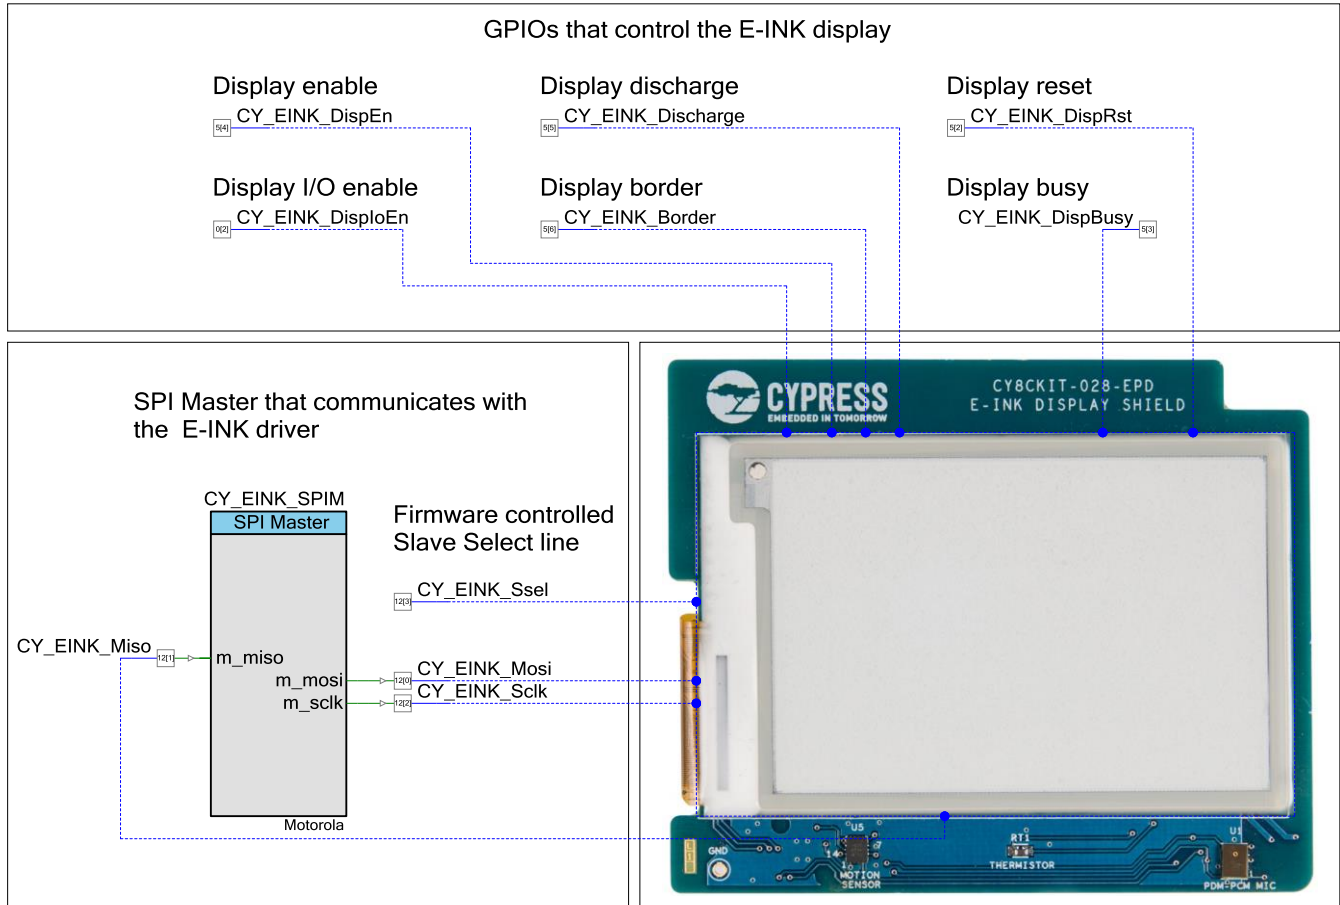 GPIOs that control the E-INK display
Display enable
5[4] CY_EINK_DispEn
Display discharge
5[5] CY_EINK_Discharge
Display reset
5[2] CY_EINK_DispRst
Display I/O enable
0[2] CY_EINK_DispIoEn
Display border
5[6] CY_EINK_Border
Display busy
CY_EINK_DispBusy 5[3]
SPI Master that communicates with
the E-INK driver
CY_EINK_SPIM
SPI Master
Firmware controlled
Slave Select line
12[3] CY_EINK_Ssel
CY_EINK_Miso 12[1] m_miso
m_mosi 12[0] CY_EINK_Mosi
m_sclk 12[2] CY_EINK_Sclk
Motorola
CYPRESS
EMBEDDED IN TOMORROW
CY8CKIT-028-EPD
E-INK DISPLAY SHIELD
GND
U5
14
7
1
MOTION
SENSOR
RT1
THERMISTOR
U1
1
PDM-PCM MIC